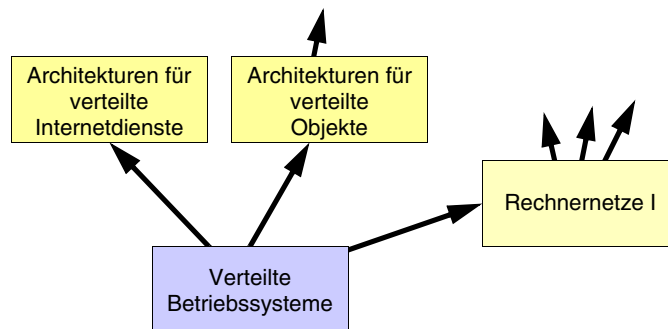 Architekturen für
verteilte
Internetdienste
Architekturen für
verteilte
Objekte
Rechnernetze I
Verteilte
Betriebssysteme